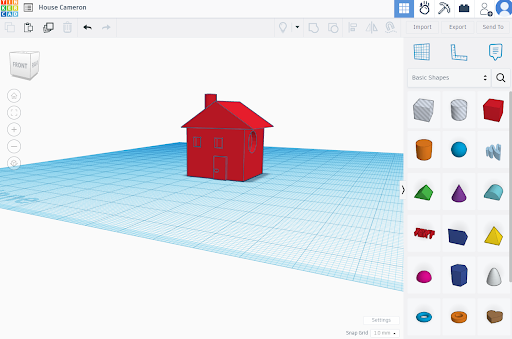 TIN
KER
CAD
House Cameron
Import
Export
Send To
FRONT
Basic Shapes
Settings
Snap Grid
1.0 mm